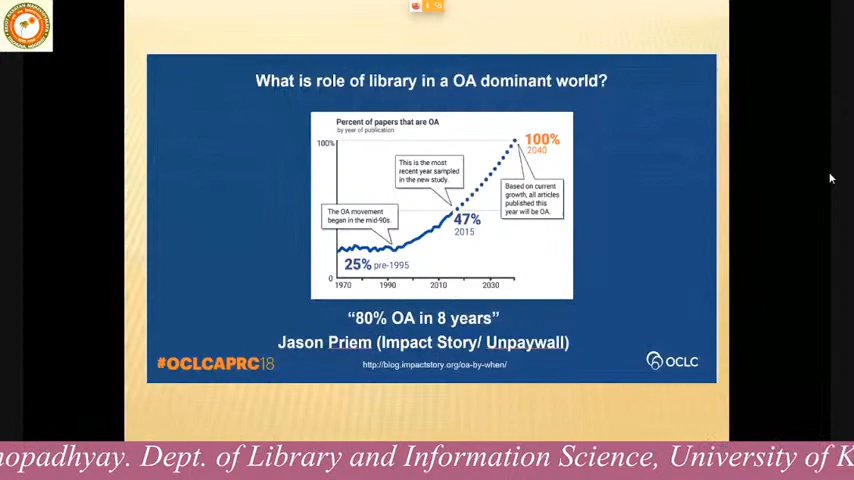 What is role of library in a OA dominant world?
Percent of papers that are OA
by year of publication
100%
100%
2040
This is the most
recent year sampled
in the new study.
Based on current
growth, all articles
published this
year will be OA.
The OA movement
began in the mid-90s.
47%
2015
25% pre-1995
0
1970 1990 2010 2030
“80% OA in 8 years”
Jason Priem (Impact Story/ Unpaywall)
#OCLCAPRC18
http://blog.impactstory.org/oa-by-when/
OCLC
nopadhyay. Dept. of Library and Information Science, University of K